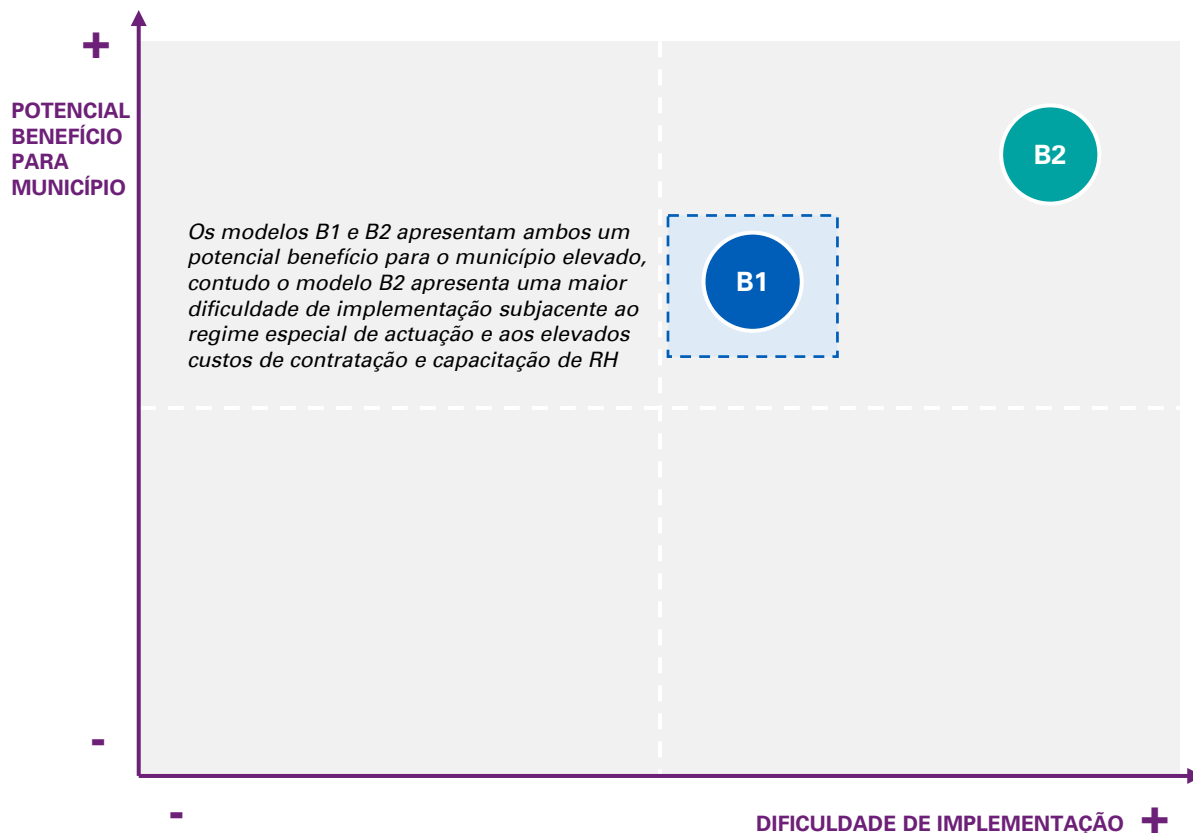 +
POTENCIAL
BENEFÍCIO
PARA
MUNICÍPIO
B2
Os modelos B1 e B2 apresentam ambos um
potencial benefício para o município elevado,
contudo o modelo B2 apresenta uma maior
dificuldade de implementação subjacente ao
regime especial de actuação e aos elevados
custos de contratação e capacitação de RH
B1
-
-
DIFICULDADE DE IMPLEMENTAÇÃO +